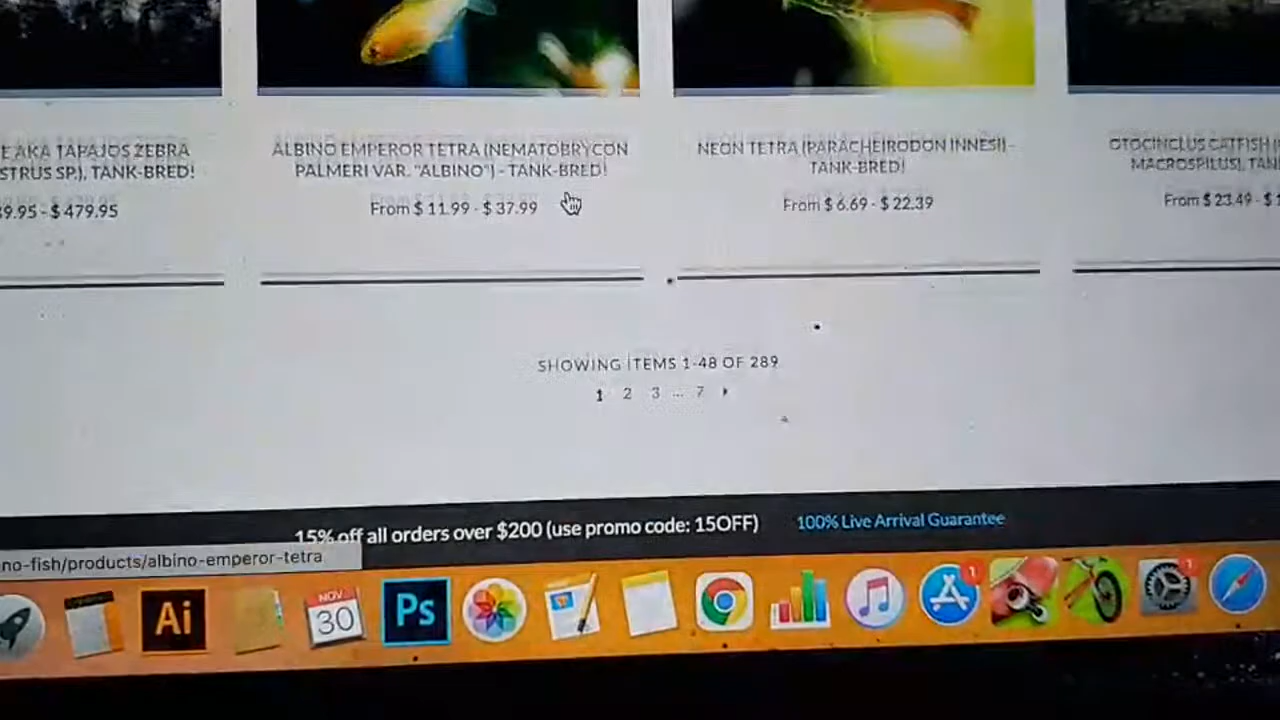 E AKA TAPAJOS ZEBRA
STRUS SP.), TANK-BRED!
9.95 - $ 479.95
ALBINO EMPEROR TETRA (NEMATOBRYCON
PALMERI VAR. "ALBINO") - TANK-BRED!
From $ 11.99 - $ 37.99
NEON TETRA (PARACHEIRODON INNESI) -
TANK-BRED!
From $ 6.69 - $ 22.39
OTOCINCLUS CATFISH (
MACROSPILUS), TAN
From $ 23.49 - $ 1
SHOWING ITEMS 1-48 OF 289
1 2 3 ... 7
15% off all orders over $200 (use promo code: 15OFF)
100% Live Arrival Guarantee
no-fish/products/albino-emperor-tetra
Ai
NOV
30
Ps
1
1